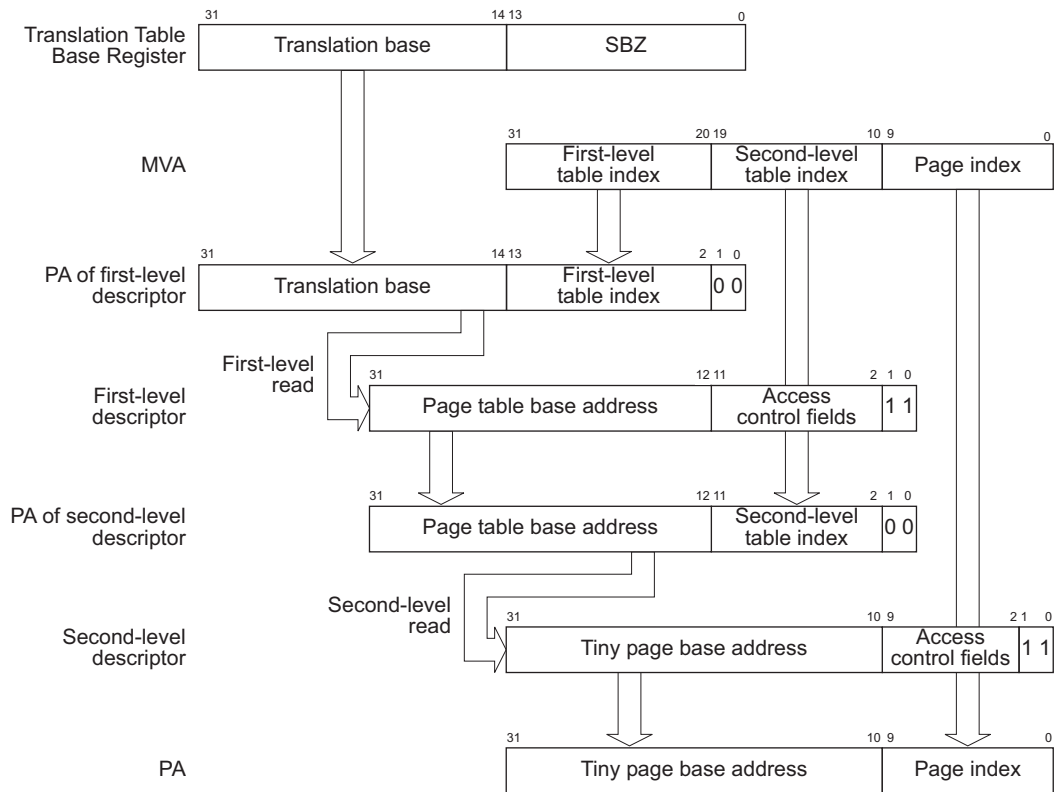 31 14 13 0
Translation Table
Base Register
Translation base SBZ
31 20 19 10 9 0
MVA
First-level
table index
Second-level
table index
Page index
31 14 13 2 1 0
PA of first-level
descriptor
Translation base
First-level
table index
0 0
First-level
read
31 12 11 2 1 0
First-level
descriptor
Page table base address
Access
control fields
1 1
31 12 11 2 1 0
PA of second-level
descriptor
Page table base address
Second-level
table index
0 0
Second-level
read
31 10 9 2 1 0
Second-level
descriptor
Tiny page base address
Access
control fields
1 1
31 10 9 0
PA
Tiny page base address
Page index